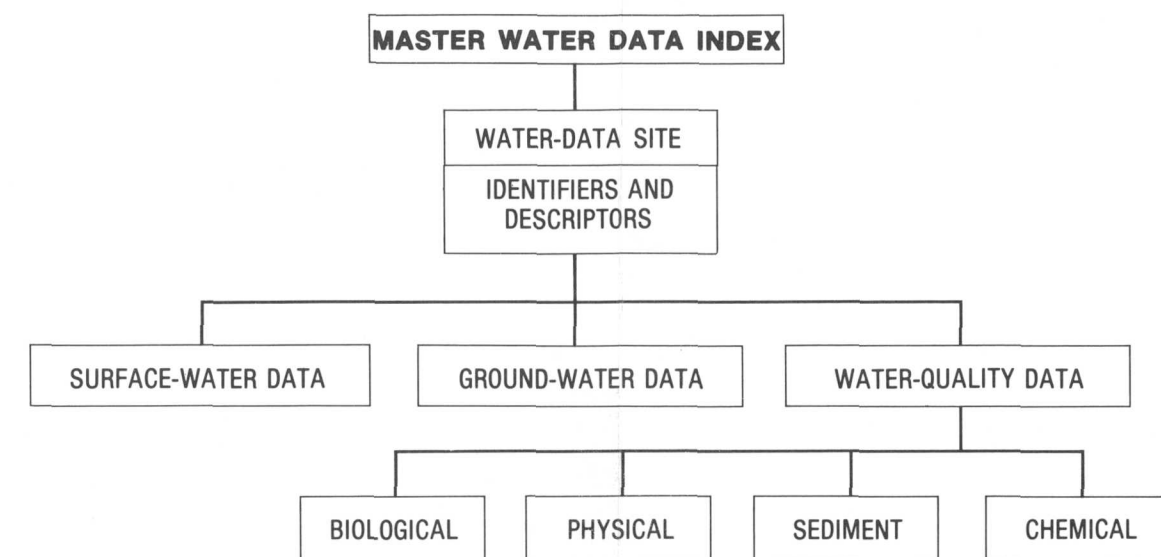 MASTER WATER DATA INDEX
WATER-DATA SITE
IDENTIFIERS AND
DESCRIPTORS
SURFACE-WATER DATA
GROUND-WATER DATA
WATER-QUALITY DATA
BIOLOGICAL
PHYSICAL
SEDIMENT
CHEMICAL